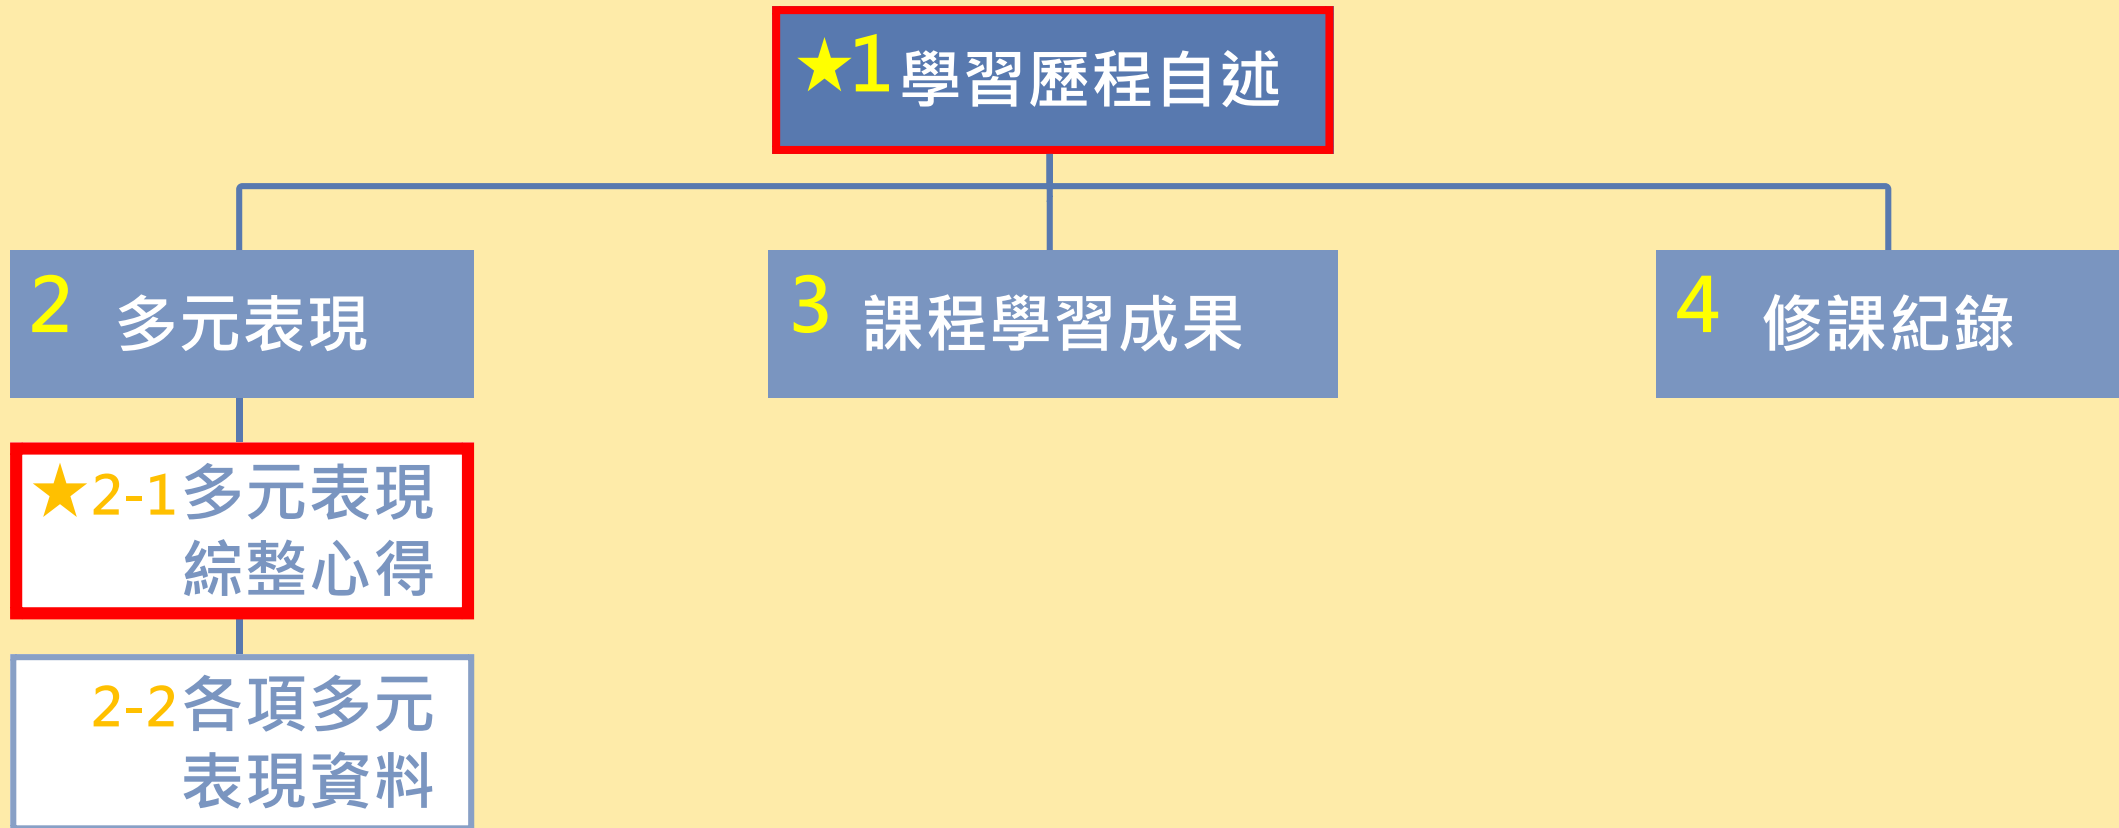 ★1學習歷程自述
2 多元表現
3 課程學習成果
4 修課紀錄
★2-1多元表現
綜整心得
2-2各項多元
表現資料